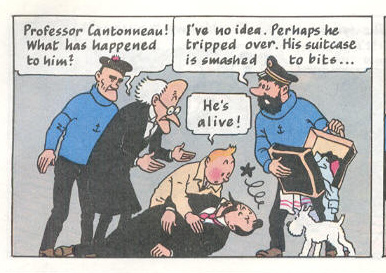 Professor Cantonneau!
What has happened
to him?
I've no idea. Perhaps he
tripped over. His suitcase
is smashed to bits...
He's
alive!